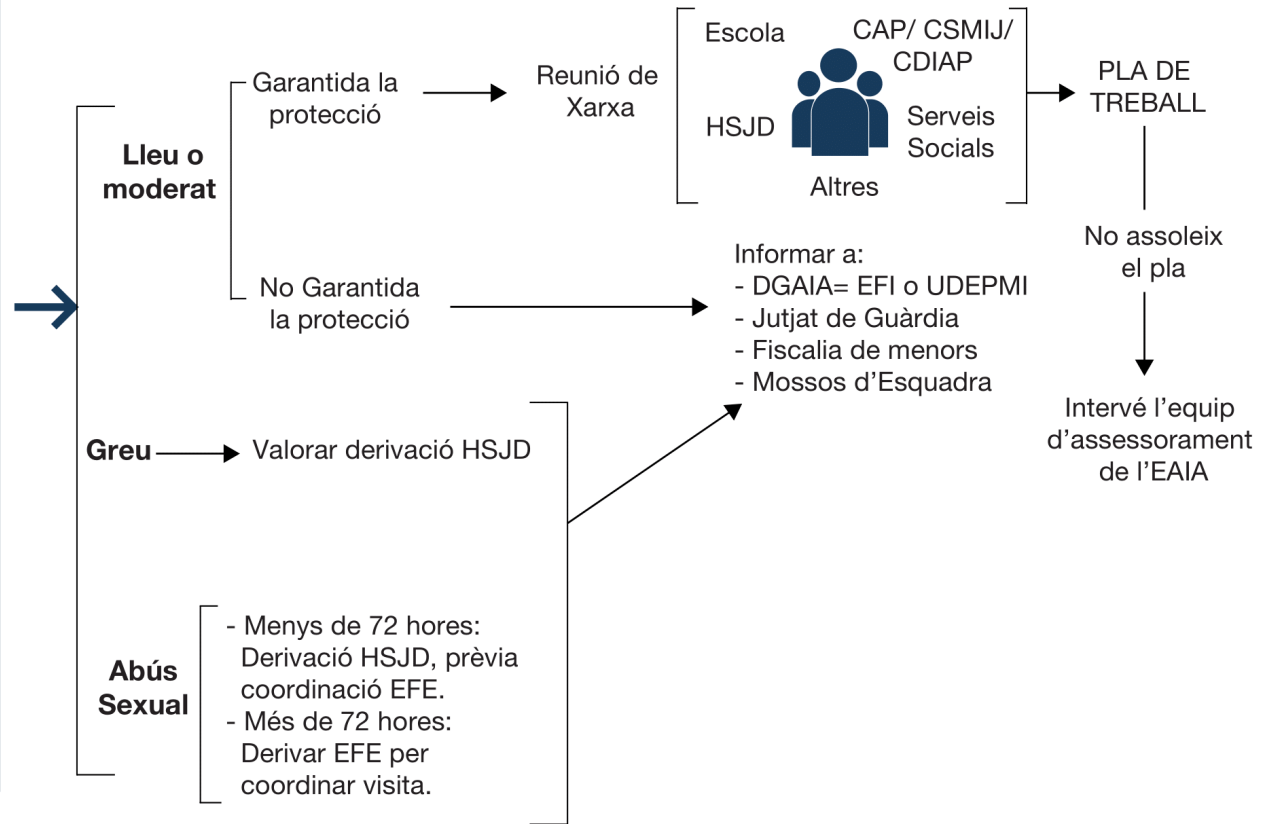 Lleu o
moderat
Garantida la
protecció
Reunió de
Xarxa
Escola
CAP/ CSMIJ/
CDIAP
HSJD
Serveis
Socials
Altres
PLA DE
TREBALL
No assoleix
el pla
Intervé l’equip
d’assessorament
de l’EAIA
No Garantida
la protecció
Informar a:
- DGAIA= EFI o UDEPMI
- Jutjat de Guàrdia
- Fiscalia de menors
- Mossos d’Esquadra
Greu
Valorar derivació HSJD
Abús
Sexual
- Menys de 72 hores:
Derivació HSJD, prèvia
coordinació EFE.
- Més de 72 hores:
Derivar EFE per
coordinar visita.